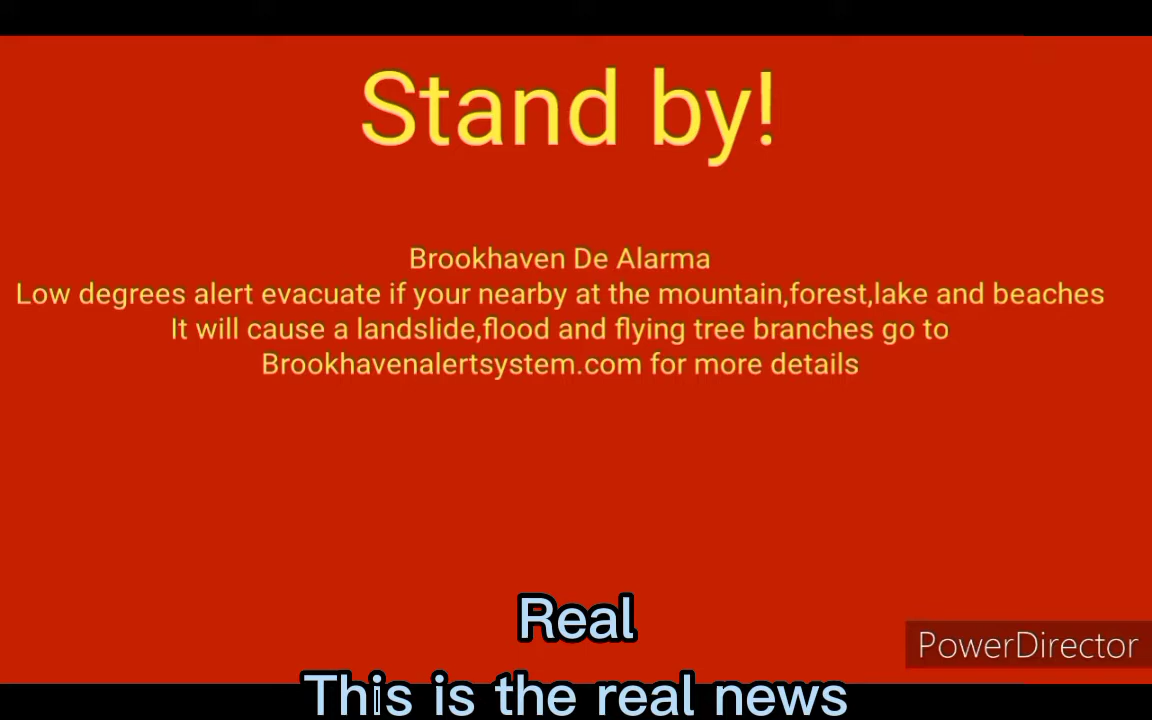 Stand by!
Brookhaven De Alarma
Low degrees alert evacuate if your nearby at the mountain,forest,lake and beaches
It will cause a landslide,flood and flying tree branches go to
Brookhavenalertsystem.com for more details
Real
PowerDirector
This is the real news